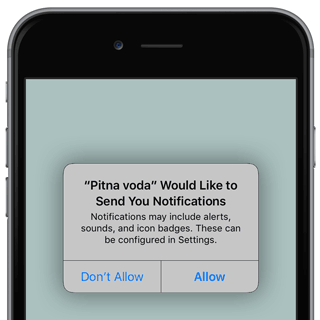 “Pitna voda” Would Like to
Send You Notifications
Notifications may include alerts,
sounds, and icon badges. These can
be configured in Settings.
Don’t Allow
Allow